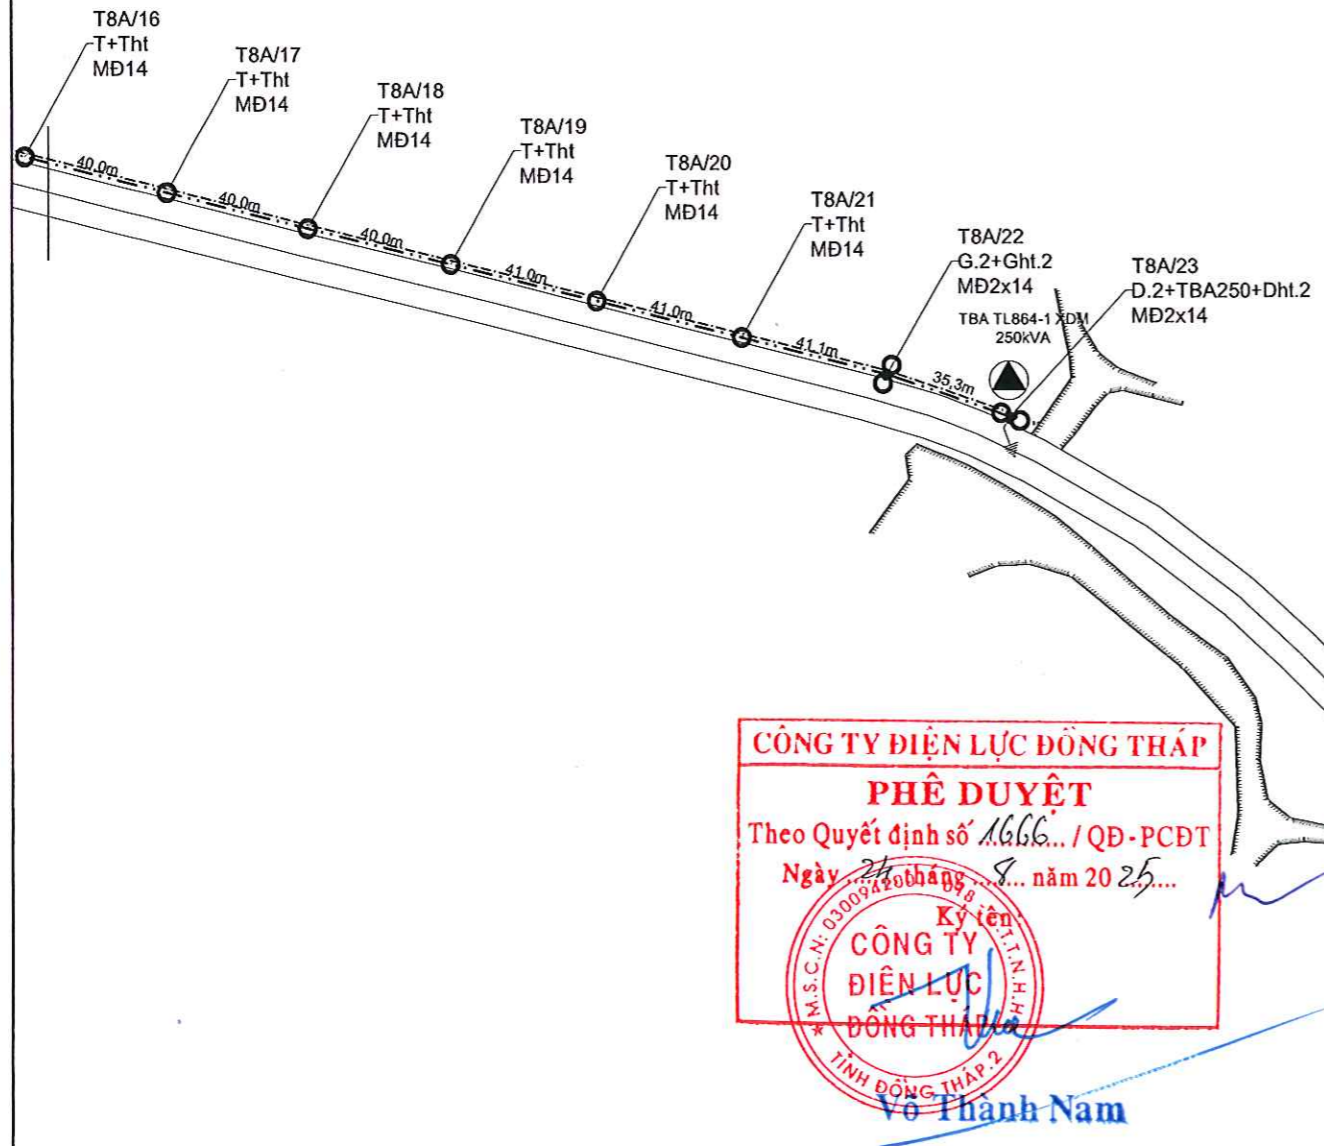 T8A/16
T+Tht
MĐ14
T8A/17
T+Tht
MĐ14
T8A/18
T+Tht
MĐ14
T8A/19
T+Tht
MĐ14
T8A/20
T+Tht
MĐ14
T8A/21
T+Tht
MĐ14
T8A/22
G.2+Ght.2
MĐ2x14
T8A/23
D.2+TBA250+Dht.2
MĐ2x14
TBA TL864-1 XDM
250kVA
40.0m
40.0m
40.0m
41.0m
41.0m
41.1m
35.3m
CÔNG TY ĐIỆN LỰC ĐỒNG THÁP
PHÊ DUYỆT
Theo Quyết định số 1666 / QĐ-PCĐT
Ngày 24 tháng 8 năm 2025
Ký tên
M.S.C.N: 0300942001
T.N.H.H
CÔNG TY
ĐIỆN LỰC
ĐỒNG THÁP
TỈNH ĐỒNG THÁP
Võ Thành Nam